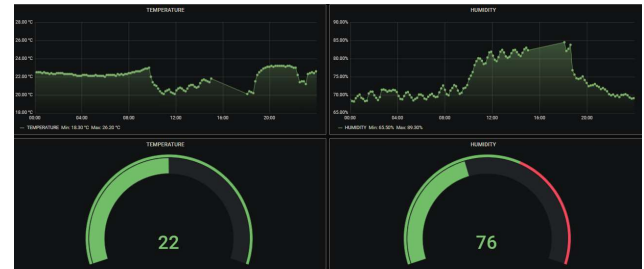 TEMPERATURE
28.00 °C
26.00 °C
24.00 °C
22.00 °C
20.00 °C
18.00 °C
00:00 04:00 08:00 12:00 16:00 20:00
TEMPERATURE Min: 18.30 °C Max: 26.20 °C
HUMIDITY
90.00%
85.00%
80.00%
75.00%
70.00%
65.00%
00:00 04:00 08:00 12:00 16:00 20:00
HUMIDITY Min: 65.50% Max: 89.80%
TEMPERATURE
22
HUMIDITY
76